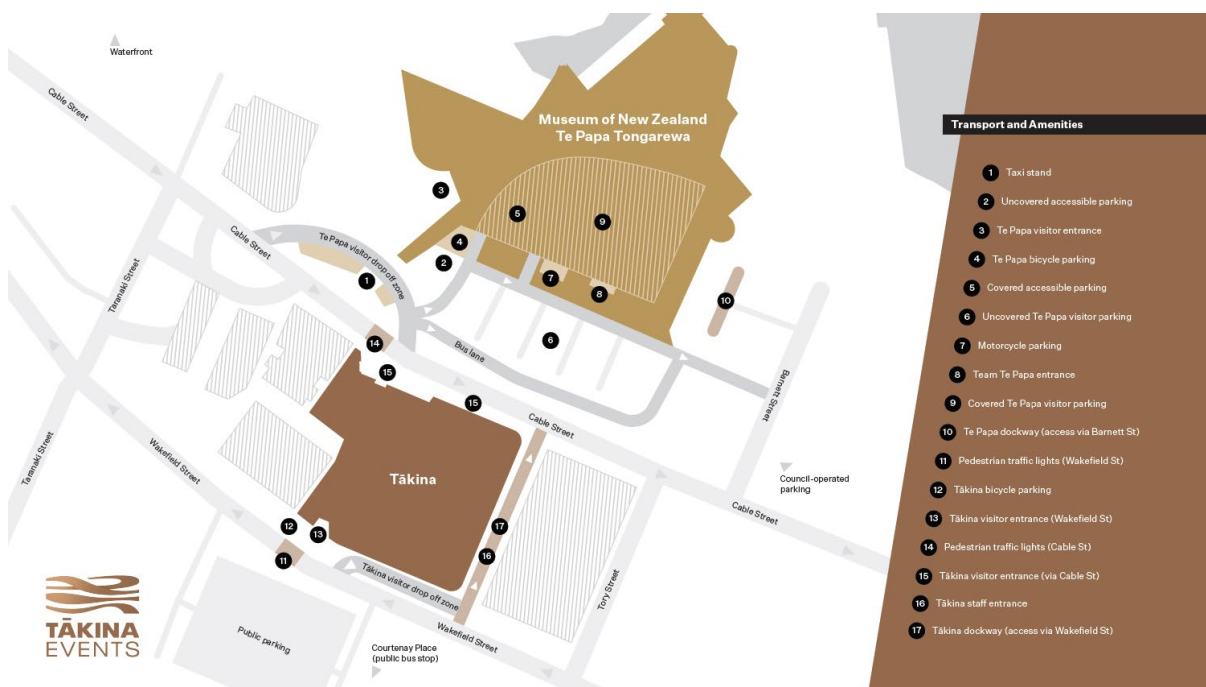 Waterfront
Cable Street
Museum of New Zealand
Te Papa Tongarewa
3
5
9
Cable Street
Te Papa visitor drop off zone
4
2
1
7
8
10
Taranaki Street
6
Bus lane
14
15
15
Barnett Street
Cable Street
Wakefield Street
Taranaki Street
Tākina
Council-operated
parking
Cable Street
12
13
17
11
16
Tākina visitor drop off zone
Tory Street
Public parking
Wakefield Street
Courtenay Place
(public bus stop)
TĀKINA
EVENTS
Transport and Amenities
1 Taxi stand
2 Uncovered accessible parking
3 Te Papa visitor entrance
4 Te Papa bicycle parking
5 Covered accessible parking
6 Uncovered Te Papa visitor parking
7 Motorcycle parking
8 Team Te Papa entrance
9 Covered Te Papa visitor parking
10 Te Papa dockway (access via Barnett St)
11 Pedestrian traffic lights (Wakefield St)
12 Tākina bicycle parking
13 Tākina visitor entrance (Wakefield St)
14 Pedestrian traffic lights (Cable St)
15 Tākina visitor entrance (via Cable St)
16 Tākina staff entrance
17 Tākina dockway (access via Wakefield St)